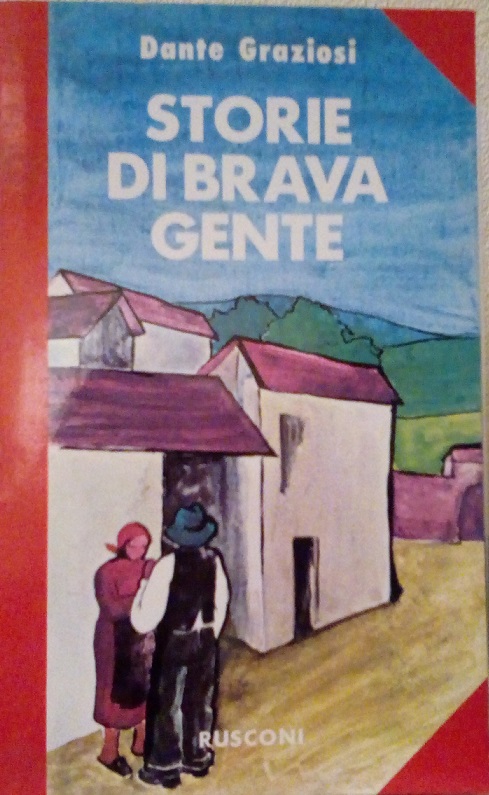 Dante Graziosi
STORIE
DI BRAVA
GENTE
RUSCONI